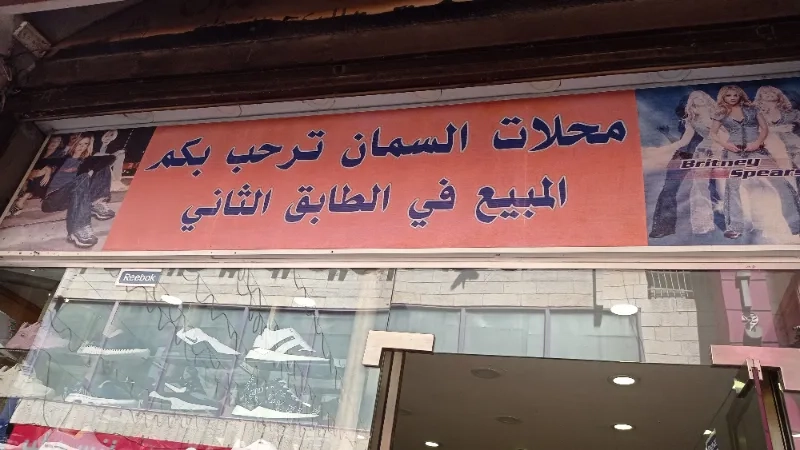 محلات السمان ترحب بكم
المبيع في الطابق الثاني
Britney
Spears
Reebok